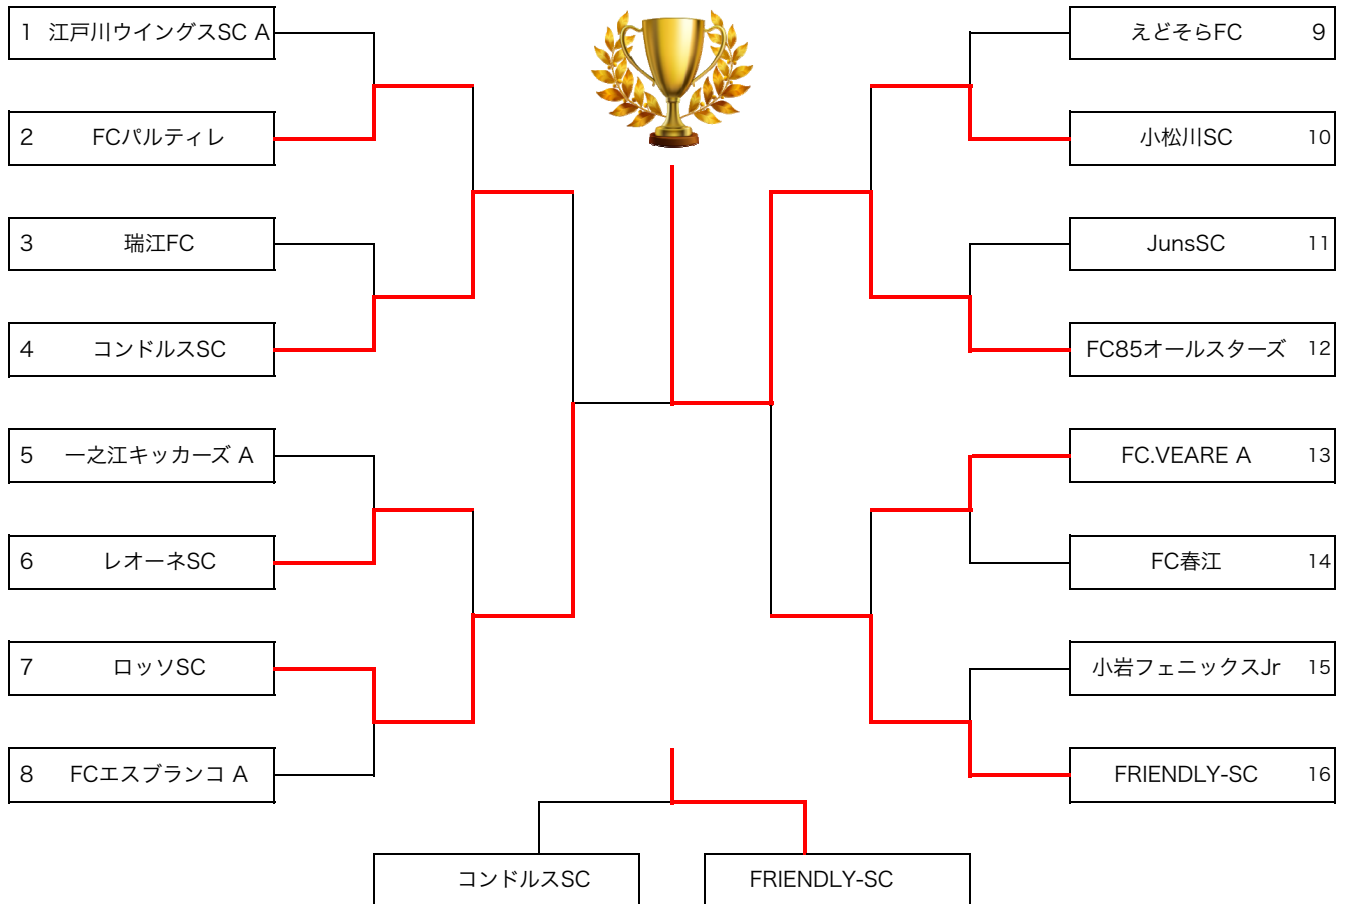 1 江戸川ウイングスSC A
2 FCパルティレ
3 瑞江FC
4 コンドルスSC
5 一之江キッカーズ A
6 レオーネSC
7 ロッソSC
8 FCエスブランコ A
えどそらFC 9
小松川SC 10
JunsSC 11
FC85オールスターズ 12
FC.VEARE A 13
FC春江 14
小岩フェニックスJr 15
FRIENDLY-SC 16
コンドルスSC
FRIENDLY-SC